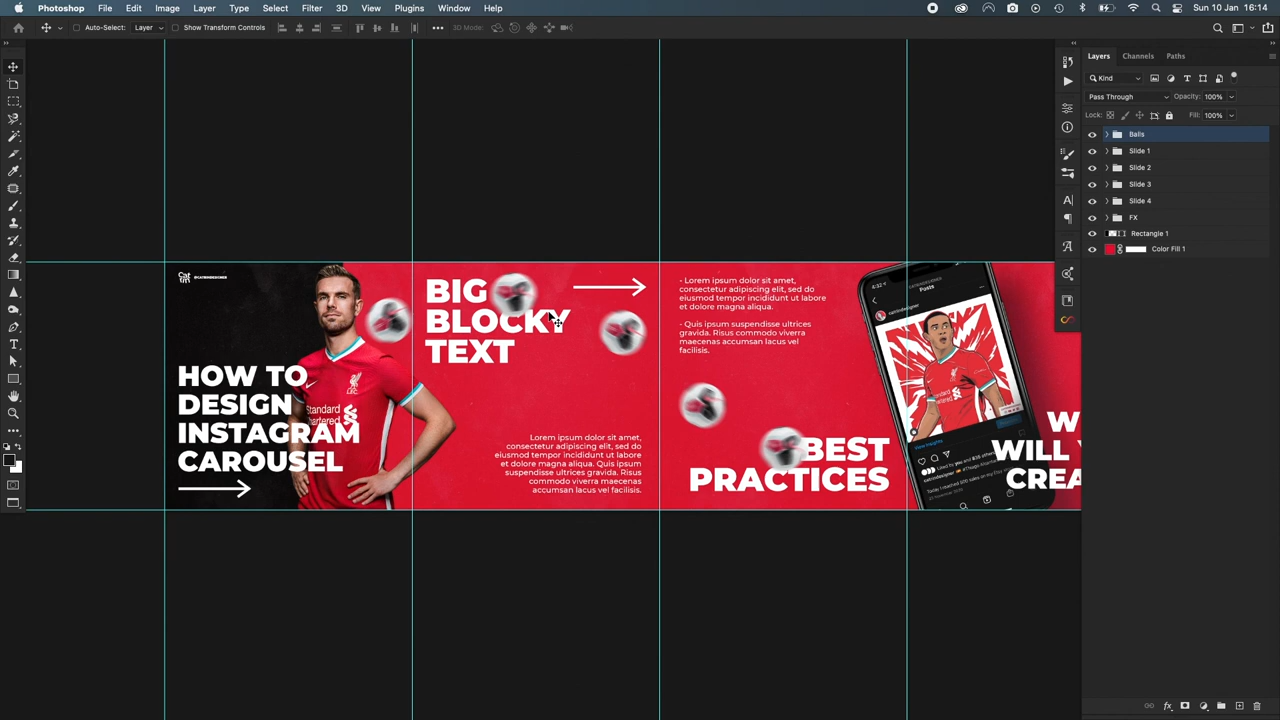 Photoshop File Edit Image Layer Type Select Filter 3D View Plugins Window Help
Sun 10 Jan 16:14
Auto-Select: Layer Show Transform Controls 3D Mode:
Layers Channels Paths
Kind
Pass Through Opacity: 100%
Lock: Fill: 100%
Balls
Slide 1
Slide 2
Slide 3
Slide 4
FX
Rectangle 1
Color Fill 1
HOW TO
DESIGN
INSTAGRAM
CAROUSEL
BIG
BLOCKY
TEXT
Lorem ipsum dolor sit amet,
consectetur adipiscing elit, sed do
eiusmod tempor incididunt ut labore
et dolore magna aliqua. Quis ipsum
suspendisse ultrices gravida. Risus
commodo viverra maecenas
accumsan lacus vel facilisis.
- Lorem ipsum dolor sit amet,
consectetur adipiscing elit, sed do
eiusmod tempor incididunt ut labore
et dolore magna aliqua.
- Quis ipsum suspendisse ultrices
gravida. Risus commodo viverra
maecenas accumsan lacus vel
facilisis.
BEST
PRACTICES
Posts
View Insights
W
WILL
CREA